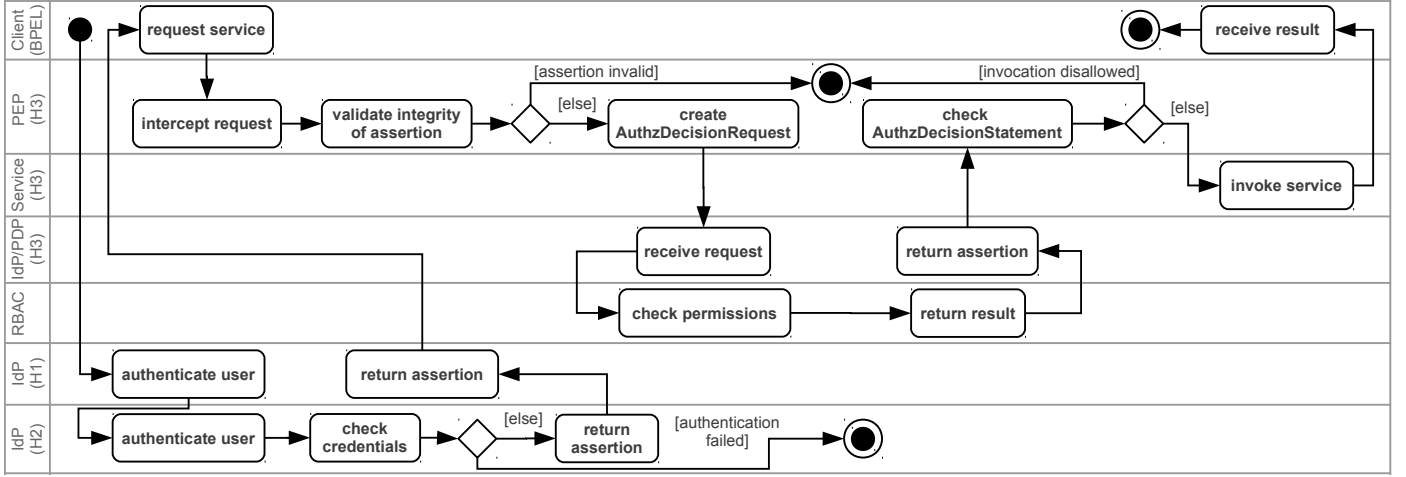 Client
(BPEL)
request service
receive result
PEP
(H3)
[assertion invalid]
[invocation disallowed]
intercept request
validate integrity
of assertion
[else]
create
AuthzDecisionRequest
check
AuthzDecisionStatement
[else]
Service
(H3)
invoke service
IdP/PDP
(H3)
receive request
return assertion
RBAC
check permissions
return result
IdP
(H1)
authenticate user
return assertion
IdP
(H2)
authenticate user
check
credentials
[else]
return
assertion
[authentication
failed]